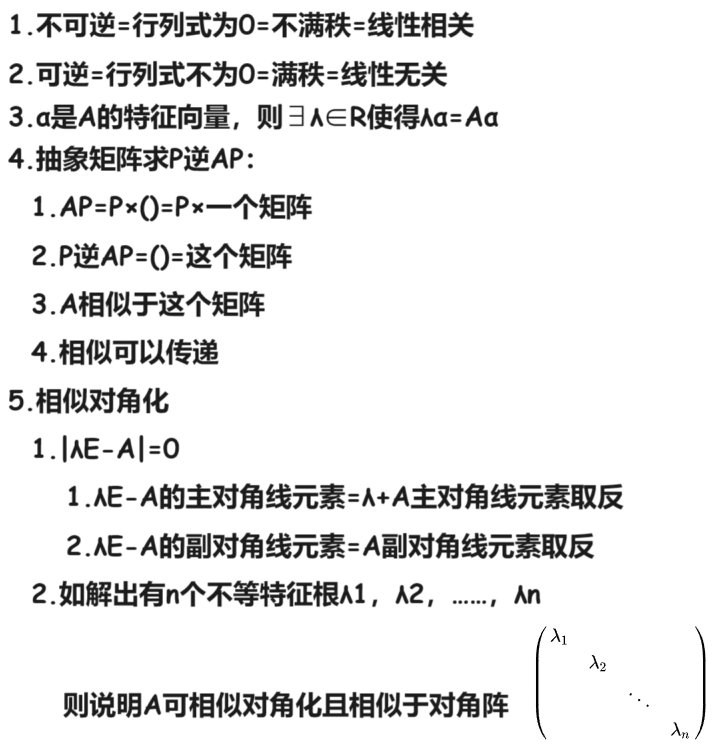 1.不可逆=行列式为0=不满秩=线性相关
2.可逆=行列式不为0=满秩=线性无关
3.α是A的特征向量，则∃λ∈R使得λα=Aα
4.抽象矩阵求P逆AP：
1.AP=P×()=P×一个矩阵
2.P逆AP=()=这个矩阵
3.A相似于这个矩阵
4.相似可以传递
5.相似对角化
1.|λE-A|=0
1.λE-A的主对角线元素=λ+A主对角线元素取反
2.λE-A的副对角线元素=A副对角线元素取反
2.如解出有n个不等特征根λ1，λ2，……，λn
则说明A可相似对角化且相似于对角阵
λ₁
λ₂
⋱
λₙ